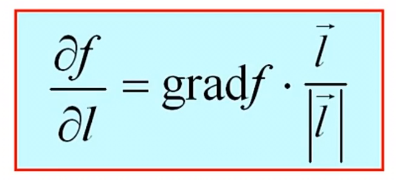 ∂f/∂l = gradf · l⃗/|l⃗|